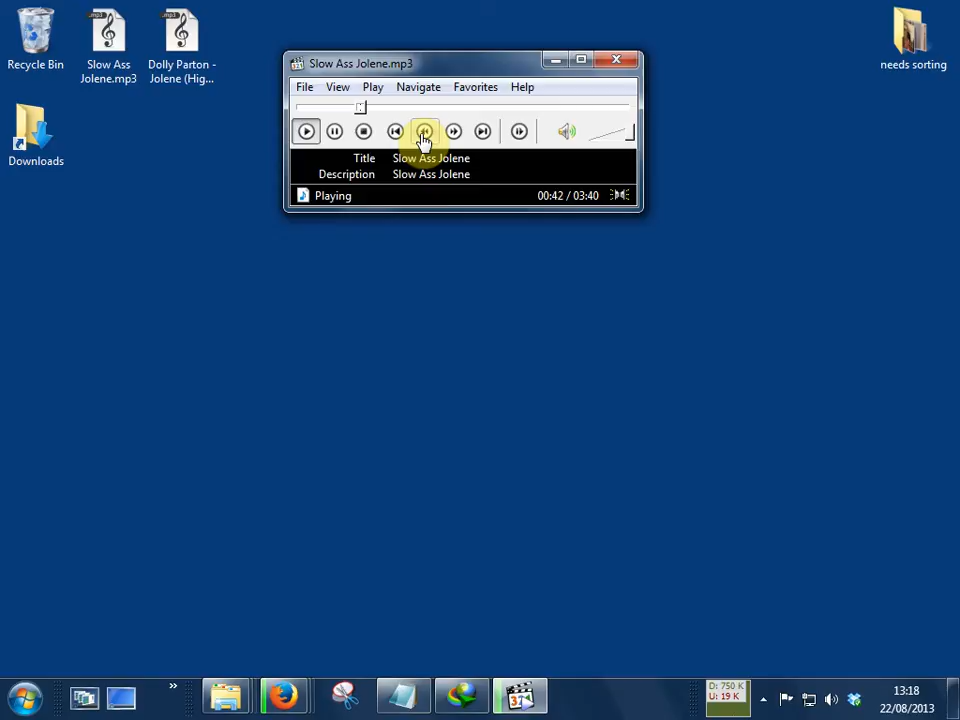 Recycle Bin
Slow Ass
Jolene.mp3
Dolly Parton -
Jolene (Hig...
Downloads
needs sorting
Slow Ass Jolene.mp3
File View Play Navigate Favorites Help
Title Slow Ass Jolene
Description Slow Ass Jolene
Playing 00:42 / 03:40
D: 750 K
U: 19 K
13:18
22/08/2013